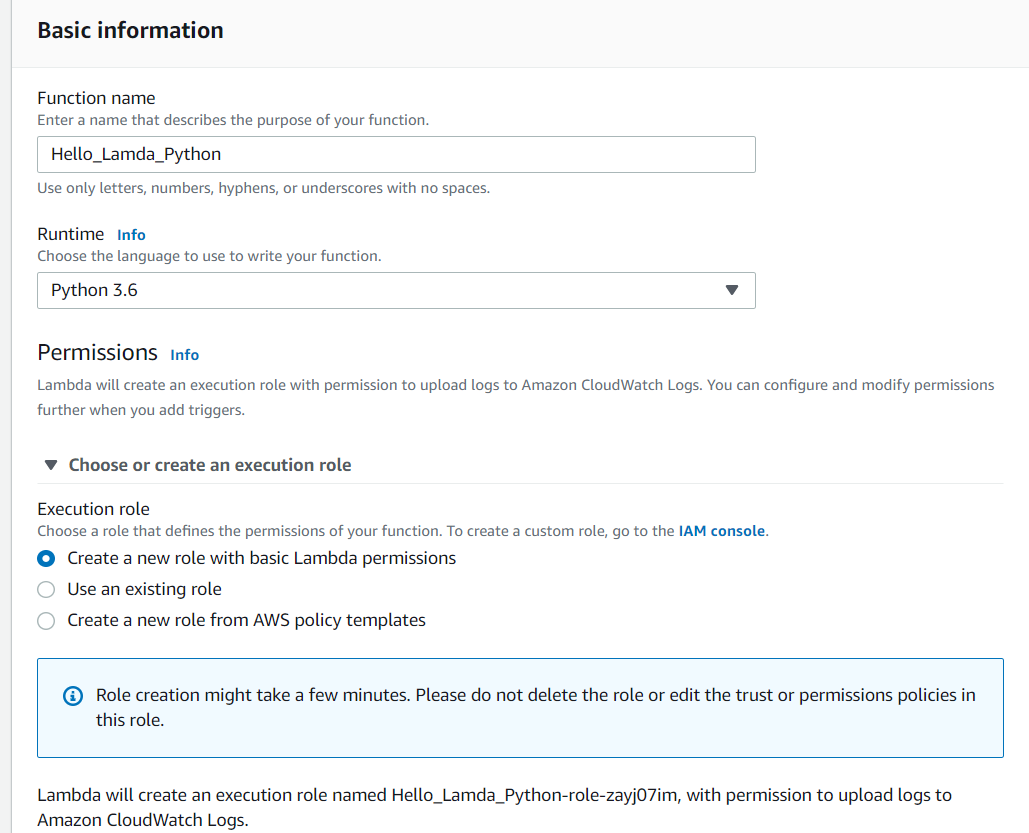 Basic information
Function name
Enter a name that describes the purpose of your function.
Hello_Lamda_Python
Use only letters, numbers, hyphens, or underscores with no spaces.
Runtime Info
Choose the language to use to write your function.
Python 3.6
Permissions Info
Lambda will create an execution role with permission to upload logs to Amazon CloudWatch Logs. You can configure and modify permissions
further when you add triggers.
Choose or create an execution role
Execution role
Choose a role that defines the permissions of your function. To create a custom role, go to the IAM console.
Create a new role with basic Lambda permissions
Use an existing role
Create a new role from AWS policy templates
Role creation might take a few minutes. Please do not delete the role or edit the trust or permissions policies in
this role.
Lambda will create an execution role named Hello_Lamda_Python-role-zayj07im, with permission to upload logs to
Amazon CloudWatch Logs.